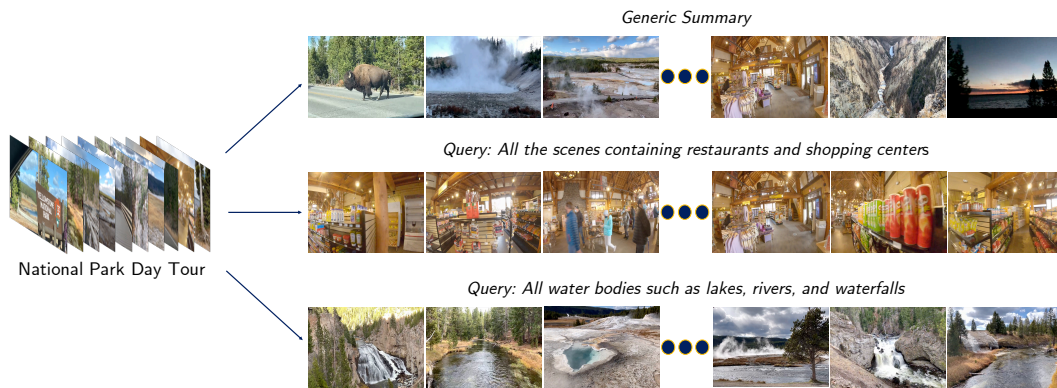 Generic Summary
Query: All the scenes containing restaurants and shopping centers
National Park Day Tour
Query: All water bodies such as lakes, rivers, and waterfalls